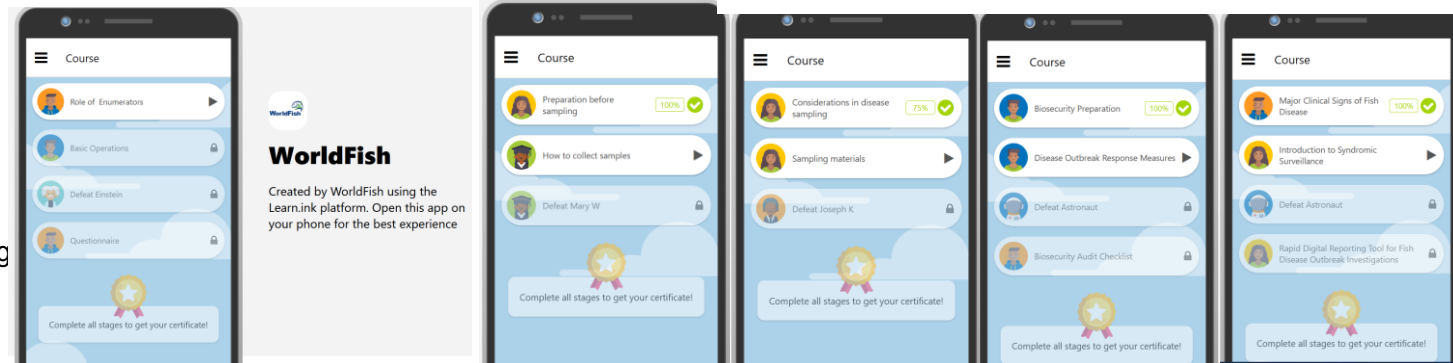 Course
Role of Enumerators
Basic Operations
Defeat Einstein
Questionnaire
Complete all stages to get your certificate!
g
WorldFish
WorldFish
Created by WorldFish using the
Learn.ink platform. Open this app on
your phone for the best experience
Course
Preparation before
sampling
100%
How to collect samples
Defeat Mary W
Complete all stages to get your certificate!
Course
Considerations in disease
sampling
75%
Sampling materials
Defeat Joseph K
Complete all stages to get your certificate!
Course
Biosecurity Preparation
100%
Disease Outbreak Response Measures
Defeat Astronaut
Biosecurity Audit Checklist
Complete all stages to get your certificate!
Course
Major Clinical Signs of Fish
Disease
100%
Introduction to Syndromic
Surveillance
Defeat Astronaut
Rapid Digital Reporting Tool for Fish
Disease Outbreak Investigations
Complete all stages to get your certificate!